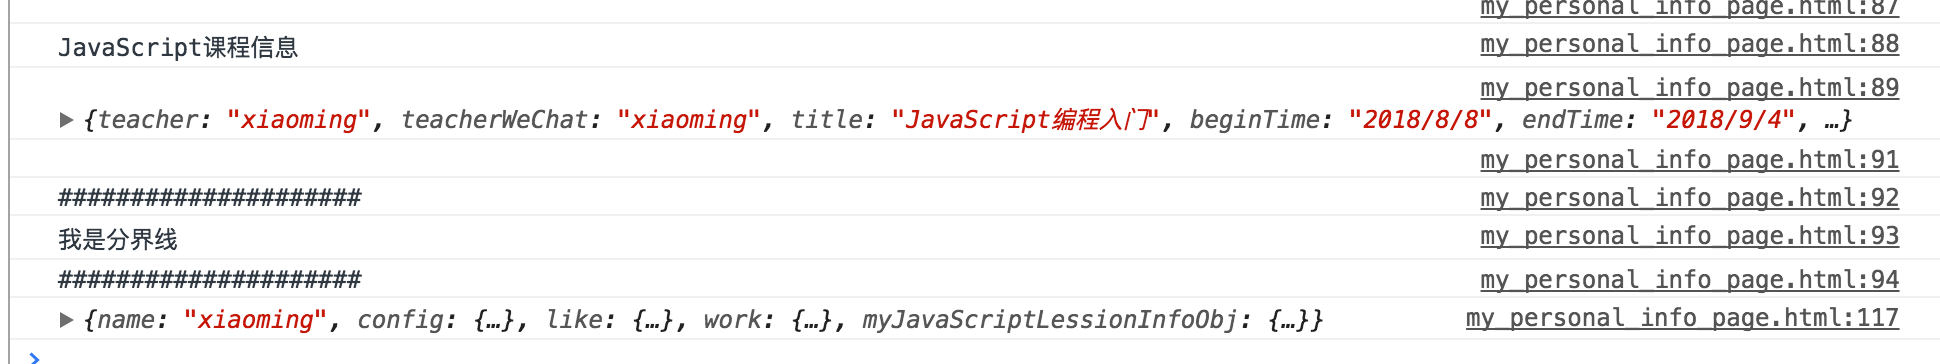 my_personal_info_page.html:87
JavaScript课程信息 my_personal_info_page.html:88
my_personal_info_page.html:89
▶ {teacher: "xiaoming", teacherWeChat: "xiaoming", title: "JavaScript编程入门", beginTime: "2018/8/8", endTime: "2018/9/4", …}
my_personal_info_page.html:91
##################### my_personal_info_page.html:92
我是分界线 my_personal_info_page.html:93
##################### my_personal_info_page.html:94
▶ {name: "xiaoming", config: {…}, like: {…}, work: {…}, myJavaScriptLessionInfoObj: {…}} my_personal_info_page.html:117